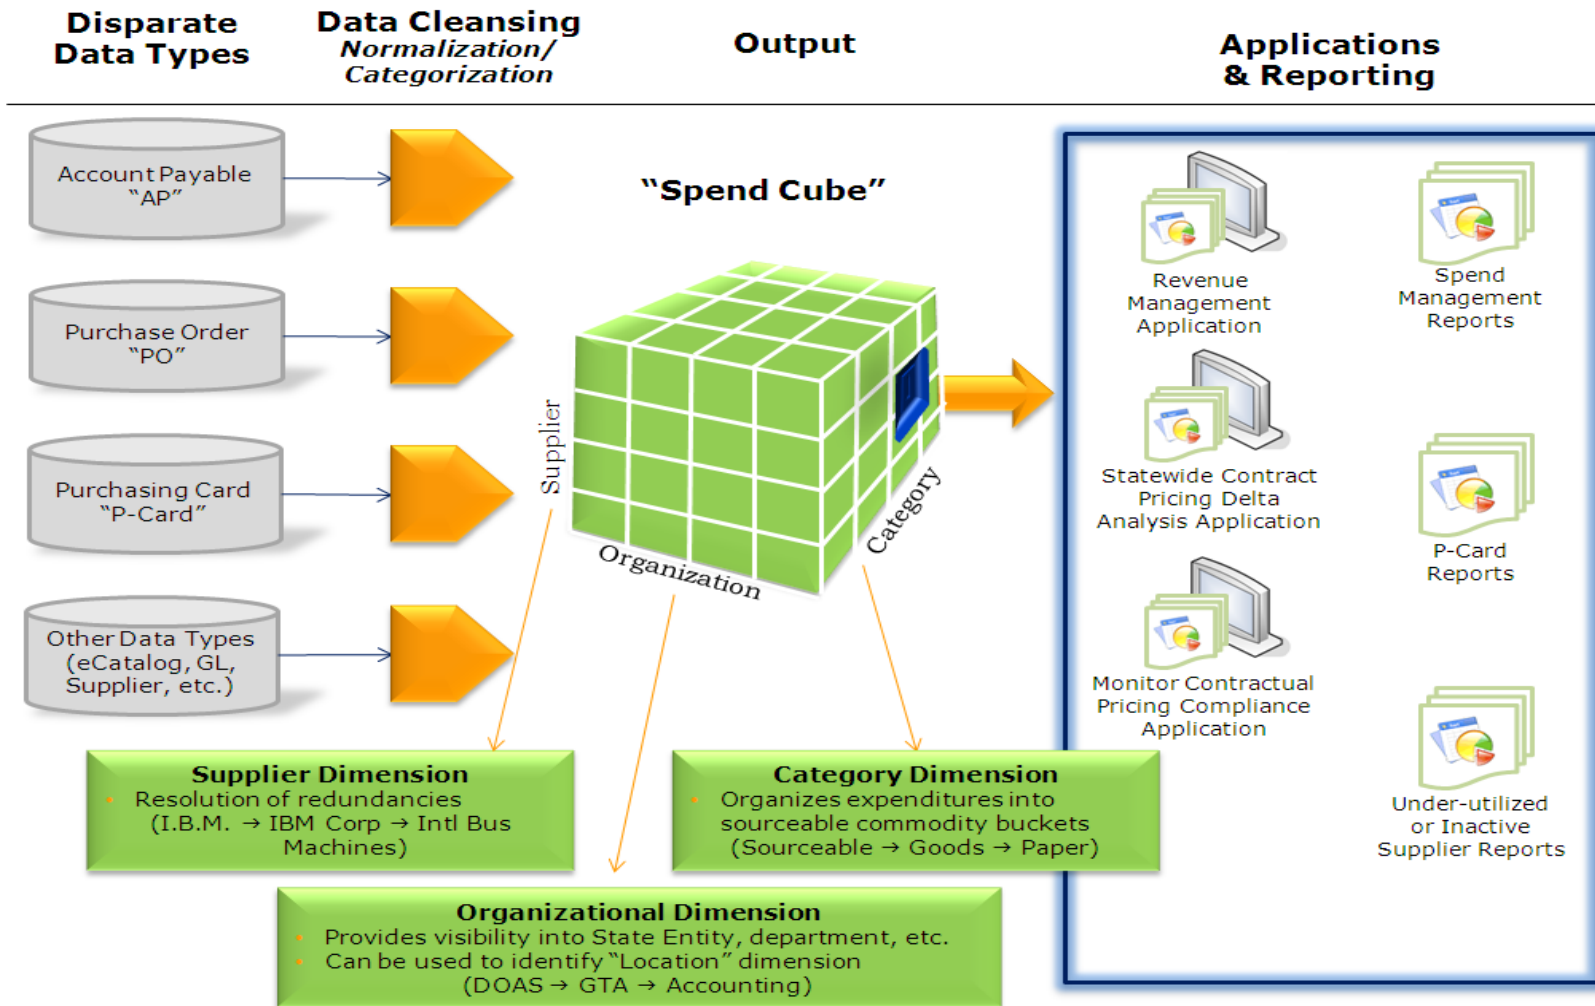 Disparate
Data Types
Data Cleansing
Normalization/
Categorization
Output
Applications
& Reporting
Account Payable
“AP”
Purchase Order
“PO”
Purchasing Card
“P-Card”
Other Data Types
(eCatalog, GL,
Supplier, etc.)
“Spend Cube”
Supplier
Organization
Category
Revenue
Management
Application
Spend
Management
Reports
Statewide Contract
Pricing Delta
Analysis Application
P-Card
Reports
Monitor Contractual
Pricing Compliance
Application
Under-utilized
or Inactive
Supplier Reports
Supplier Dimension
• Resolution of redundancies
(I.B.M. → IBM Corp → Intl Bus
Machines)
Category Dimension
• Organizes expenditures into
sourceable commodity buckets
(Sourceable → Goods → Paper)
Organizational Dimension
• Provides visibility into State Entity, department, etc.
• Can be used to identify “Location” dimension
(DOAS → GTA → Accounting)